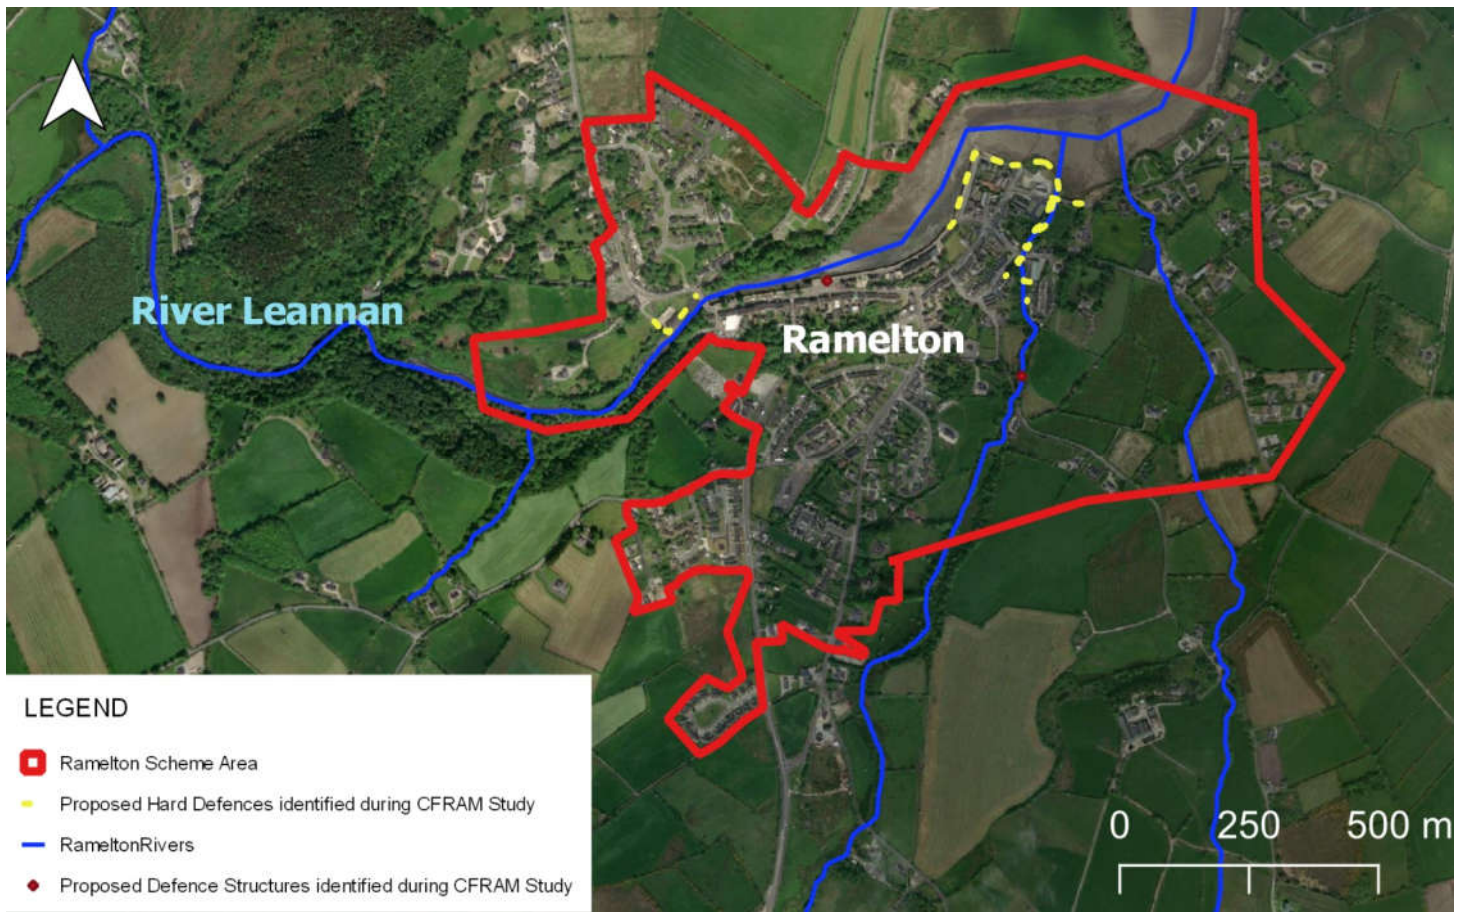 River Leannan
Ramelton
LEGEND
Ramelton Scheme Area
Proposed Hard Defences identified during CFRAM Study
RameltonRivers
Proposed Defence Structures identified during CFRAM Study
0 250 500 m